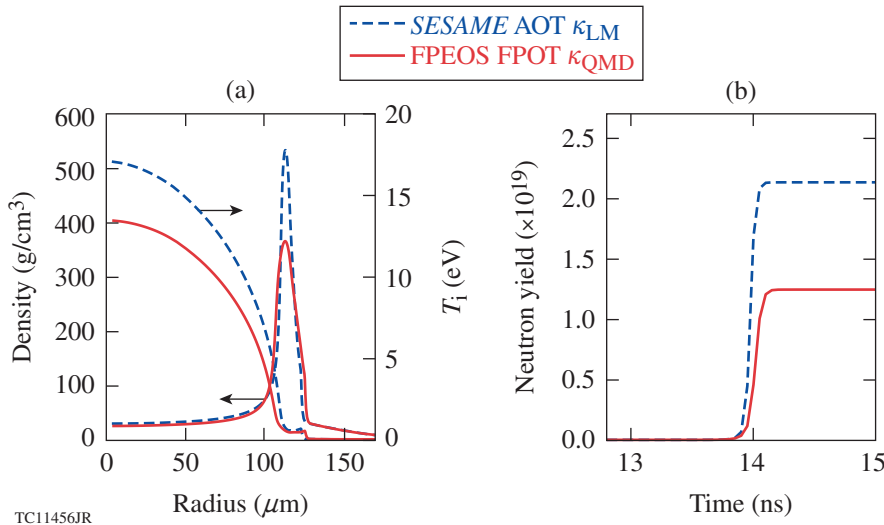 SESAME AOT κLM
FPEOS FPOT κQMD
(a)
600
500
400
300
200
100
0
Density (g/cm³)
20
15
10
5
0
Ti (eV)
0 50 100 150
Radius (μm)
(b)
2.5
2.0
1.5
1.0
0.5
0.0
Neutron yield (×10¹⁹)
13 14 15
Time (ns)
TC11456JR